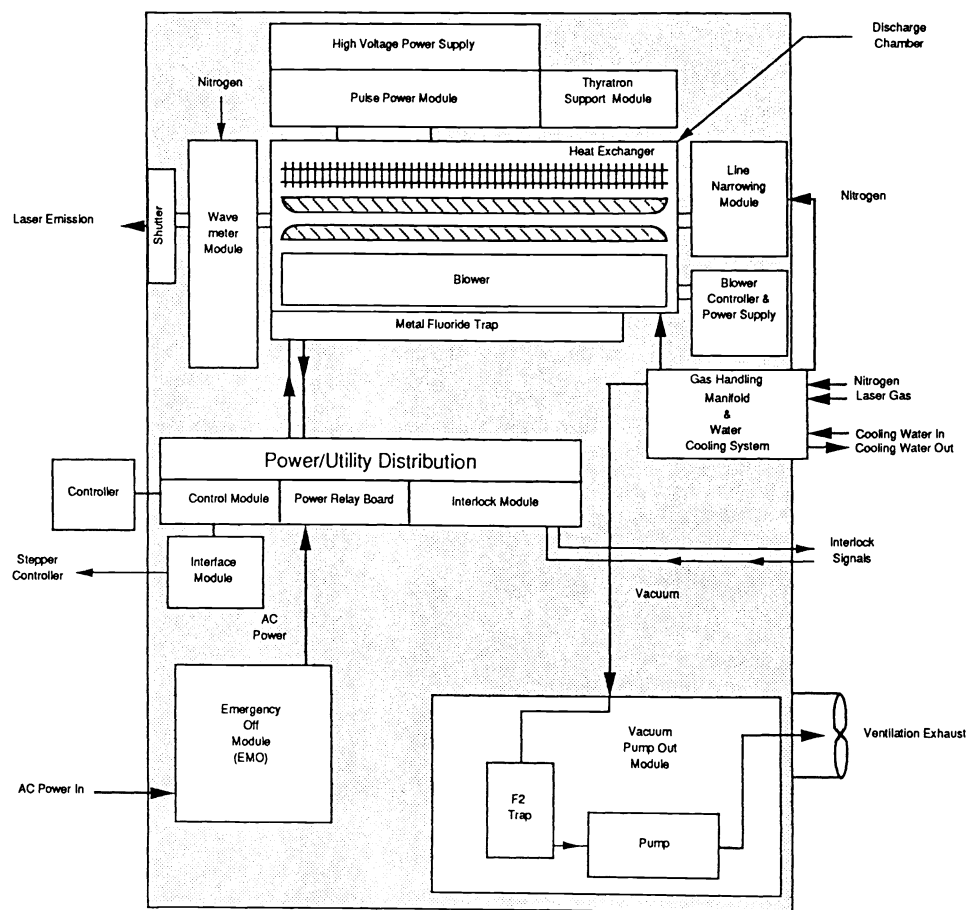 High Voltage Power Supply
Discharge
Chamber
Nitrogen
Pulse Power Module
Thyratron
Support Module
Heat Exchanger
Line
Narrowing
Module
Nitrogen
Laser Emission
Shutter
Wave
meter
Module
Blower
Blower
Controller &
Power Supply
Metal Fluoride Trap
Gas Handling
Manifold
&
Water
Cooling System
Nitrogen
Laser Gas
Cooling Water In
Cooling Water Out
Power/Utility Distribution
Controller
Control Module
Power Relay Board
Interlock Module
Stepper
Controller
Interface
Module
Interlock
Signals
Vacuum
AC
Power
Emergency
Off
Module
(EMO)
Vacuum
Pump Out
Module
Ventilation Exhaust
AC Power In
F2
Trap
Pump